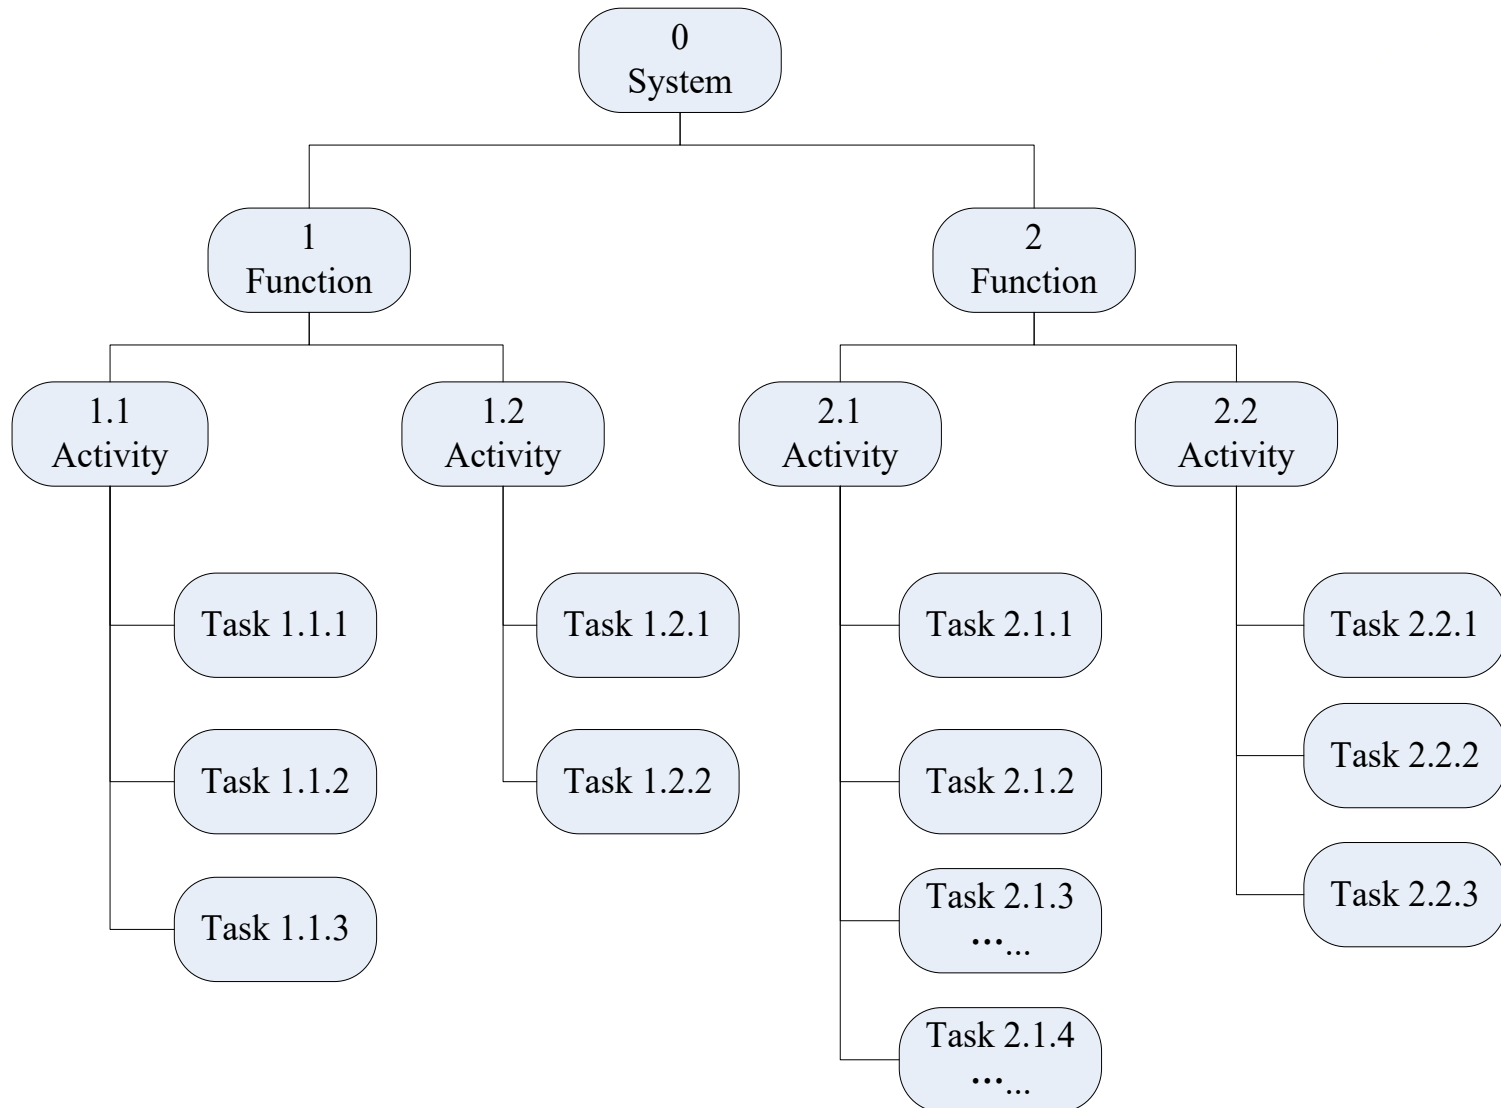 0
System
1
Function
2
Function
1.1
Activity
1.2
Activity
2.1
Activity
2.2
Activity
Task 1.1.1
Task 1.2.1
Task 2.1.1
Task 2.2.1
Task 1.1.2
Task 1.2.2
Task 2.1.2
Task 2.2.2
Task 1.1.3
Task 2.1.3
•••...
Task 2.2.3
Task 2.1.4
•••...